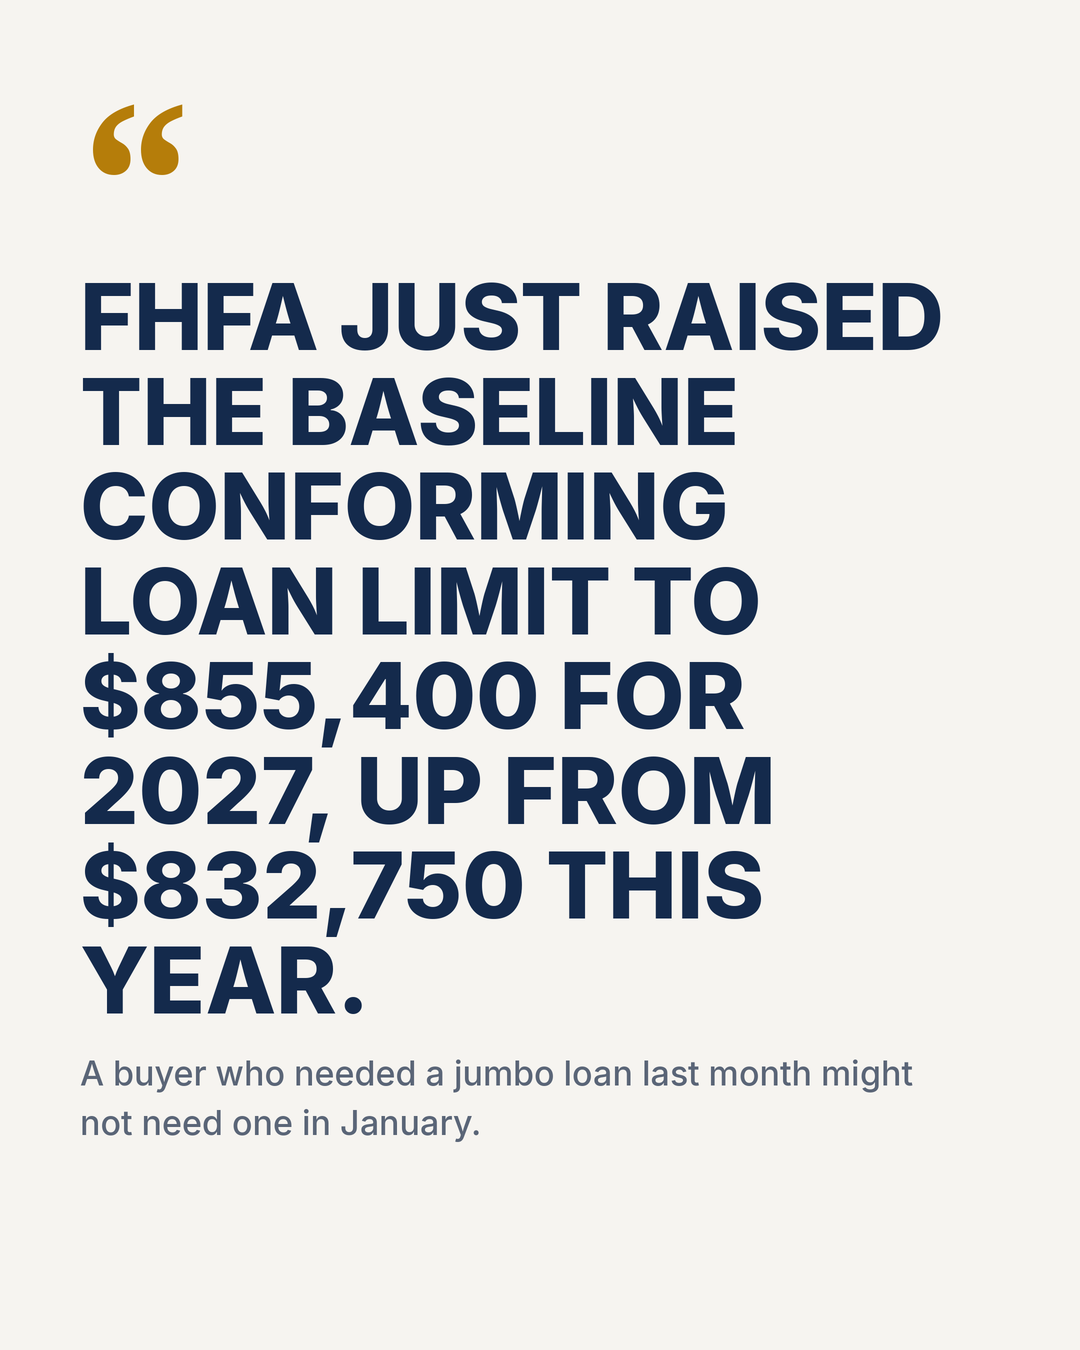 “
FHFA JUST RAISED
THE BASELINE
CONFORMING
LOAN LIMIT TO
$855,400 FOR
2027, UP FROM
$832,750 THIS
YEAR.
A buyer who needed a jumbo loan last month might
not need one in January.